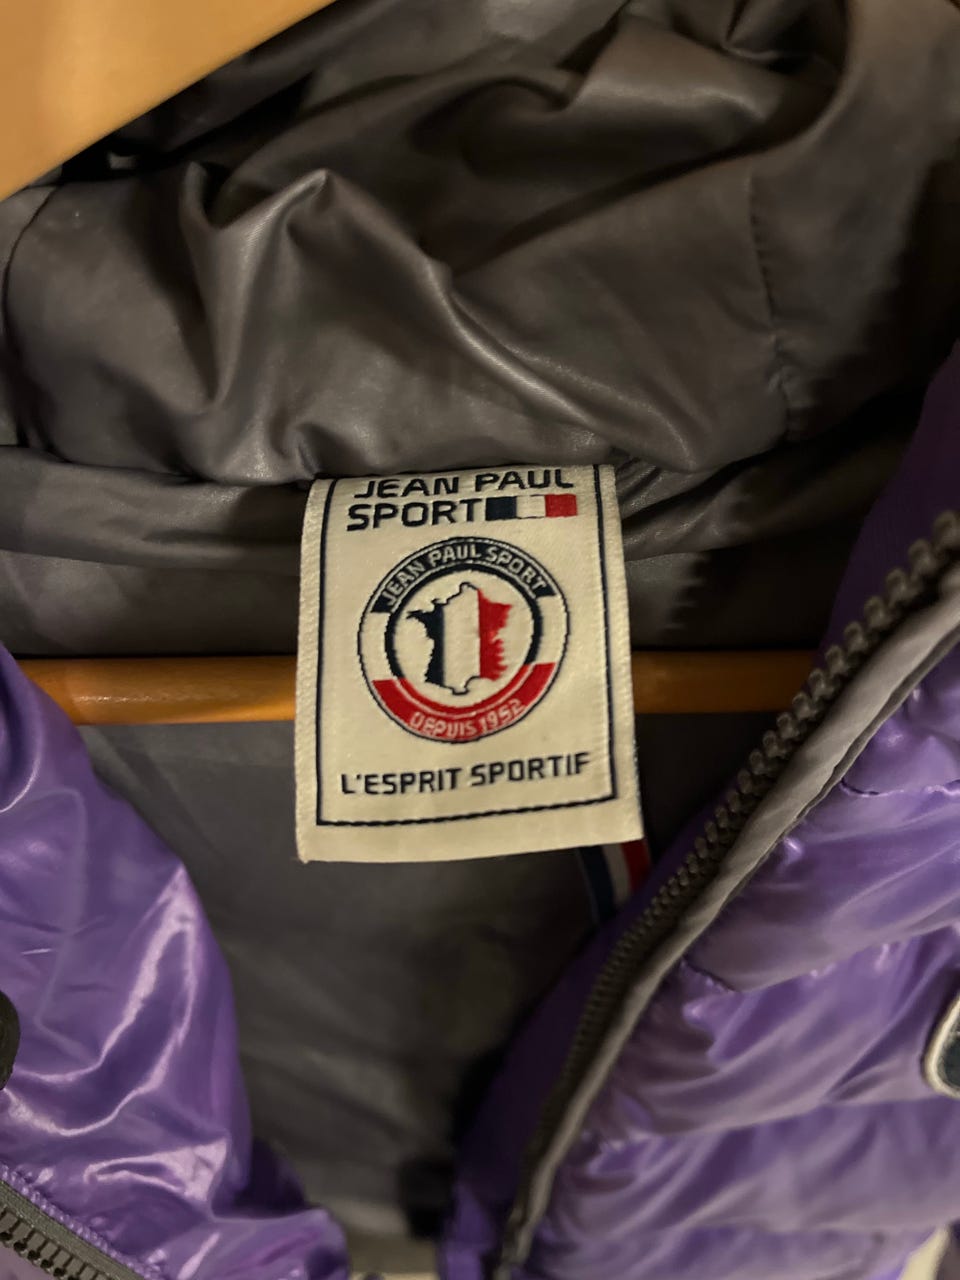 JEAN PAUL
SPORT
JEAN PAUL SPORT
DEPUIS 1952
L'ESPRIT SPORTIF